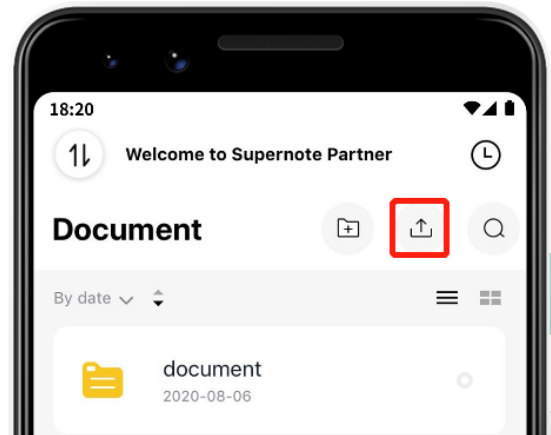 18:20
Welcome to Supernote Partner
Document
By date
document
2020-08-06